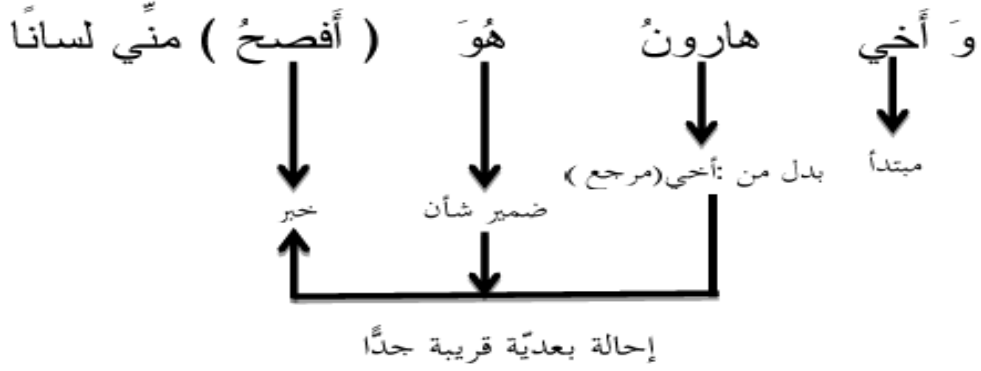 وَ أَخي هارونُ هُوَ ( أَفصحُ ) منِّي لسانًا
مبتدأ
بدل من :أخي(مرجع )
ضمير شأن
خبر
إحالة بعديّة قريبة جدًّا